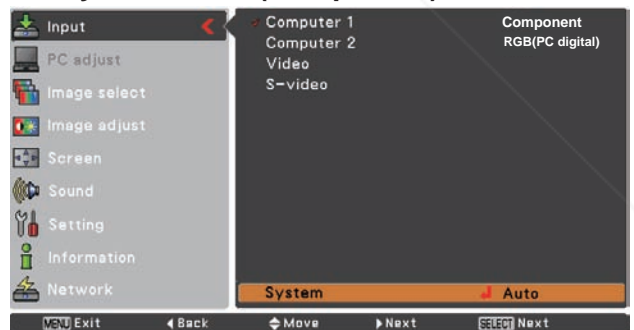 Input
PC adjust
Image select
Image adjust
Screen
Sound
Setting
Information
Network
Computer 1 Component
Computer 2 RGB(PC digital)
Video
S-video
System Auto
MENU Exit Back Move Next SELECT Next